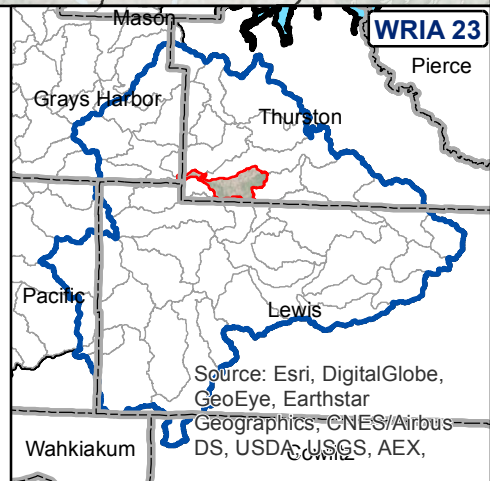 Mason
WRIA 23
Pierce
Grays Harbor
Thurston
Pacific
Lewis
Source: Esri, DigitalGlobe,
GeoEye, Earthstar
Geographics, CNES/Airbus
DS, USDA, USGS, AEX,
Wahkiakum
Cowlitz